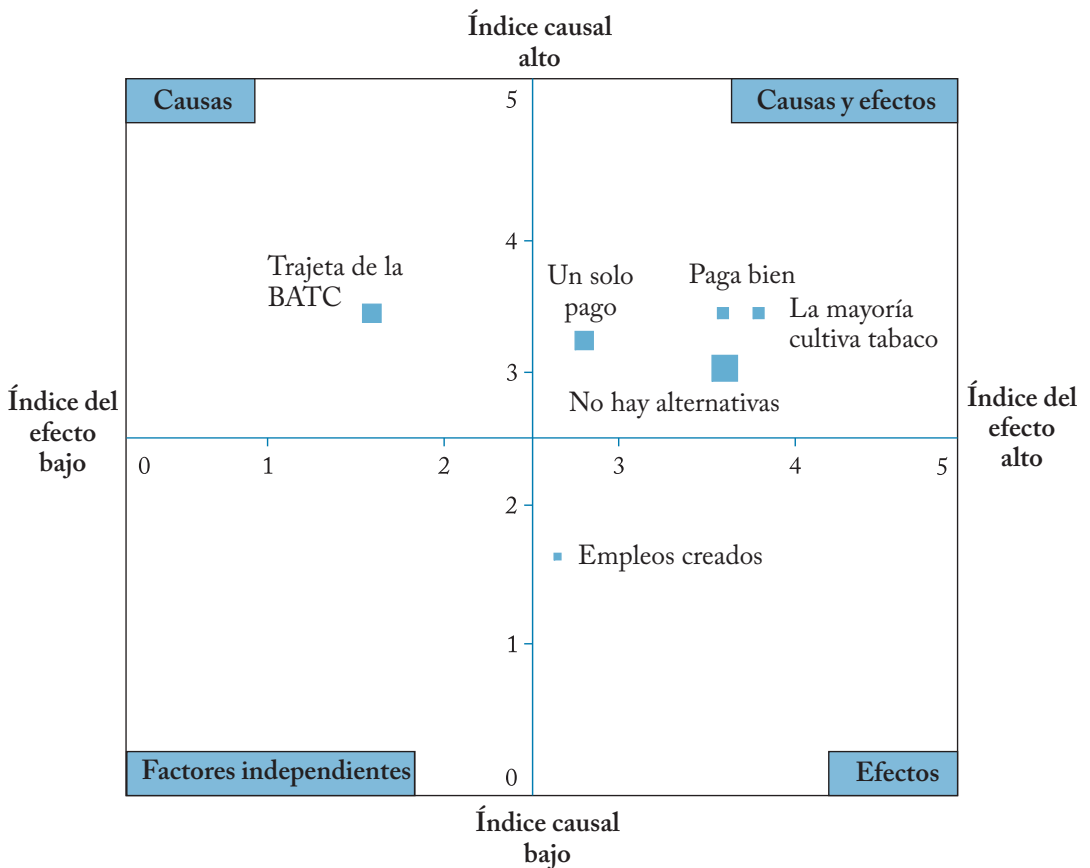 Índice causal
alto
Causas
5
Causas y efectos
4
Trajeta de la
BATC
Un solo
pago
Paga bien
La mayoría
cultiva tabaco
3
No hay alternativas
Índice del
efecto
bajo
Índice del
efecto
alto
0
1
2
3
4
5
2
Empleos creados
1
Factores independientes
0
Efectos
Índice causal
bajo